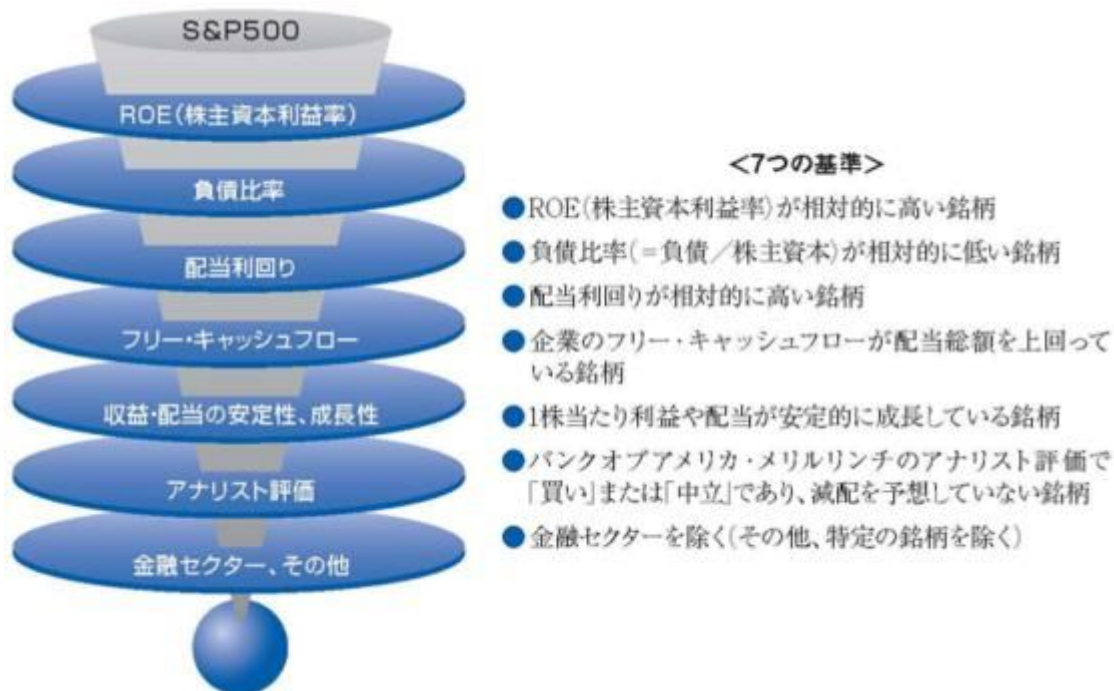 S&P500
ROE(株主資本利益率)
負債比率
配当利回り
フリー・キャッシュフロー
収益・配当の安定性、成長性
アナリスト評価
金融セクター、その他
<7つの基準>
●ROE(株主資本利益率)が相対的に高い銘柄
●負債比率(=負債/株主資本)が相対的に低い銘柄
●配当利回りが相対的に高い銘柄
●企業のフリー・キャッシュフローが配当総額を上回って
いる銘柄
●1株当たり利益や配当が安定的に成長している銘柄
●バンクオブアメリカ・メリルリンチのアナリスト評価で
「買い」または「中立」であり、減配を予想していない銘柄
●金融セクターを除く(その他、特定の銘柄を除く)